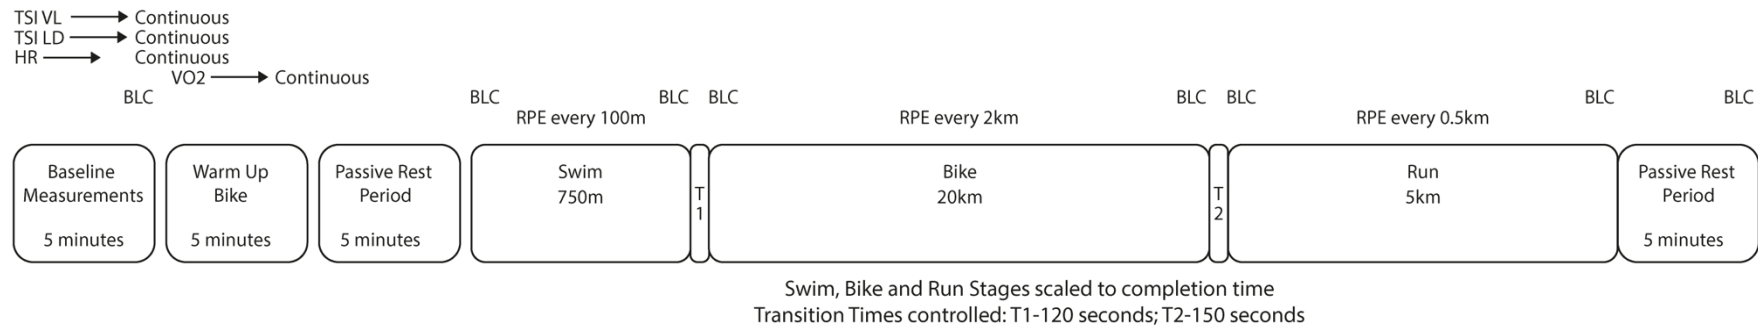 TSI VL Continuous
TSI LD Continuous
HR Continuous
VO2 Continuous
BLC BLC BLC BLC BLC BLC BLC BLC
RPE every 100m RPE every 2km RPE every 0.5km
Baseline
Measurements
5 minutes
Warm Up
Bike
5 minutes
Passive Rest
Period
5 minutes
Swim
750m
T
1
Bike
20km
T
2
Run
5km
Passive Rest
Period
5 minutes
Swim, Bike and Run Stages scaled to completion time
Transition Times controlled: T1-120 seconds; T2-150 seconds